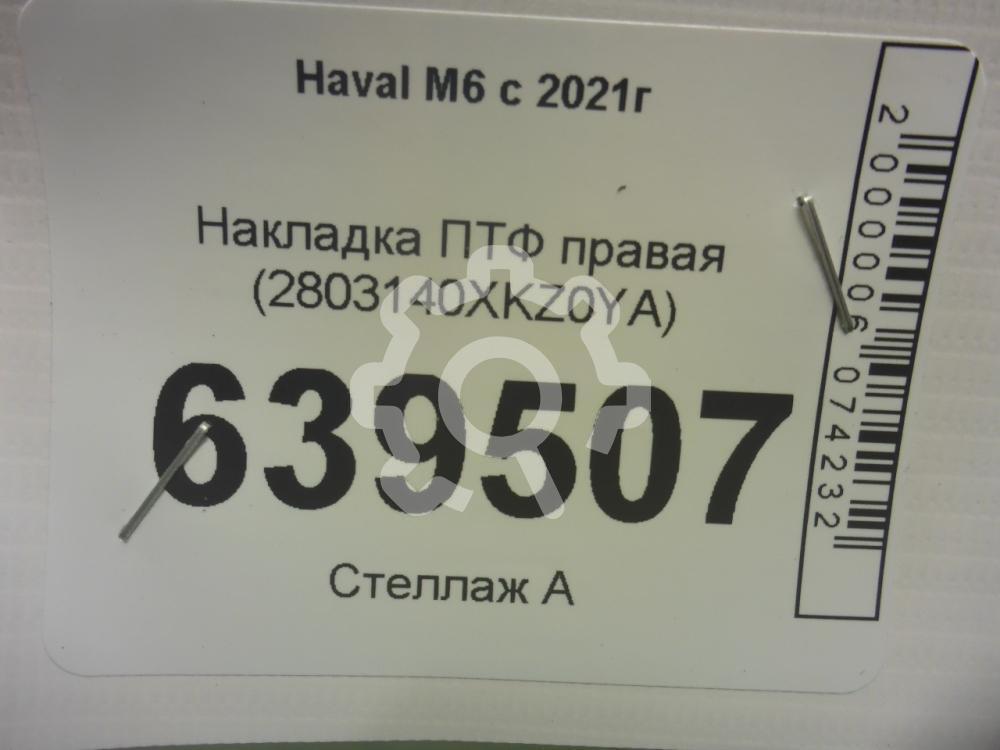 Haval M6 с 2021г
Накладка ПТФ правая
(2803140XKZ0YA)
639507
Стеллаж А
2000006074232